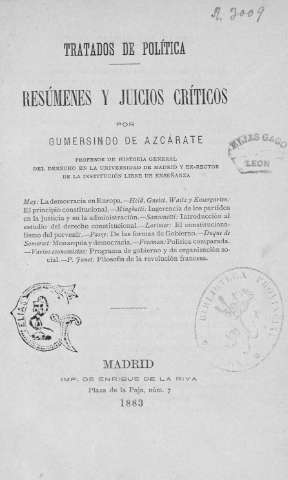 R. 3009
TRATADOS DE POLÍTICA
RESÚMENES Y JUICIOS CRÍTICOS
POR
GUMERSINDO DE AZCÁRATE
PROFESOR DE HISTORIA GENERAL
DEL DERECHO EN LA UNIVERSIDAD DE MADRID Y EX-RECTOR
DE LA INSTITUCIÓN LIBRE DE ENSEÑANZA
ELIAS GAGO
LEON
May: La democracia en Europa.—Held, Gneist, Waitz y Kosegarten:
El principio constitucional.—Minghetti: Ingerencia de los partidos
en la justicia y en la administración.—Saredo: Introducción al
estudio del derecho constitucional.—Lorimer: El constituciona-
lismo del porvenir.—Passy: De las formas de Gobierno.—Duque de
Somerset: Monarquía y democracia.—Freeman: Política comparada.
—Varios economistas: Programa de gobierno y de organización so-
cial.—P. Janet: Filosofía de la revolución francesa.
BIBLIOTECA
MADRID
IMP. DE ENRIQUE DE LA RIVA
Plaza de la Paja, núm. 7
1883